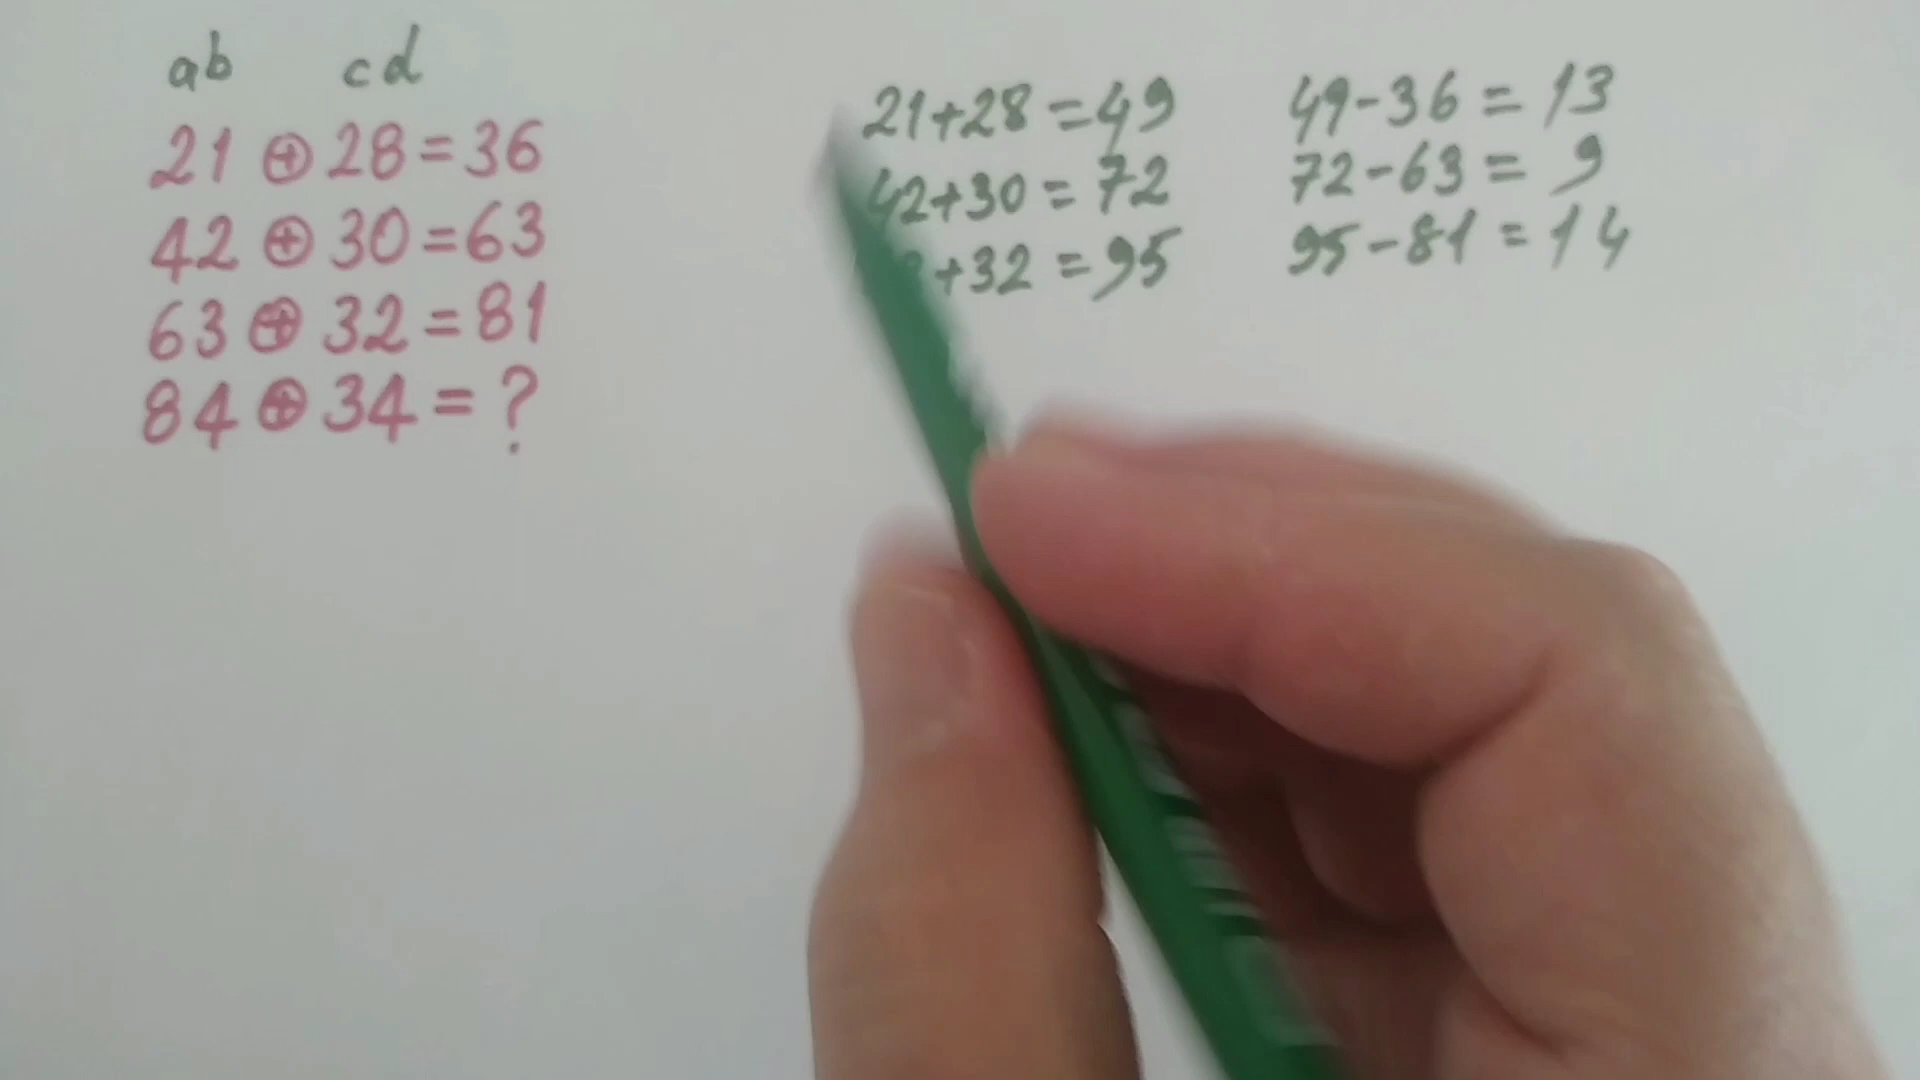 ab cd
21 ⊕ 28 = 36
42 ⊕ 30 = 63
63 ⊕ 32 = 81
84 ⊕ 34 = ?
21+28 = 49 49-36 = 13
42+30 = 72 72-63 = 9
+32 = 95 95-81 = 14